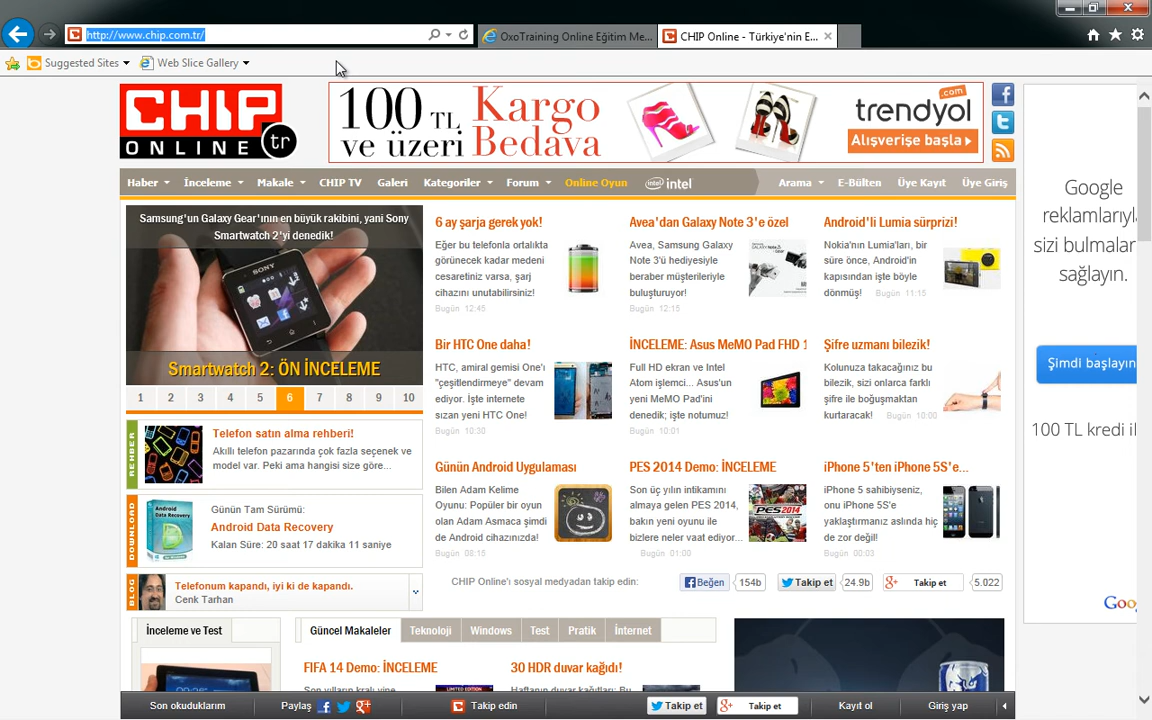 http://www.chip.com.tr/
OxoTraining Online Eğitim Me...
CHIP Online - Türkiye'nin E...
Suggested Sites
Web Slice Gallery
CHIP
ONLINE tr
100 TL
ve üzeri
Kargo
Bedava
trendyol
.com
Alışverişe başla
Haber
İnceleme
Makale
CHIP TV
Galeri
Kategoriler
Forum
Online Oyun
intel
Arama
E-Bülten
Üye Kayıt
Üye Giriş
Samsung'un Galaxy Gear'ının en büyük rakibini, yani Sony
Smartwatch 2'yi denedik!
SONY
Smartwatch 2: ÖN İNCELEME
1 2 3 4 5 6 7 8 9 10
REHBER
Telefon satın alma rehberi!
Akıllı telefon pazarında çok fazla seçenek ve
model var. Peki ama hangisi size göre...
DOWNLOAD
Android
Data
Recovery
Günün Tam Sürümü:
Android Data Recovery
Kalan Süre: 20 saat 17 dakika 11 saniye
BLOG
Telefonum kapandı, iyi ki de kapandı.
Cenk Tarhan
6 ay şarja gerek yok!
Eğer bu telefonla ortalıkta
görünecek kadar medeni
cesaretiniz varsa, şarj
cihazını unutabilirsiniz!
Bugün 12:45
Avea'dan Galaxy Note 3'e özel
Avea, Samsung Galaxy
Note 3'ü hediyesiyle
beraber müşterileriyle
buluşturuyor!
Bugün 12:15
Android'li Lumia sürprizi!
Nokia'nın Lumia'ları, bir
süre önce, Android'in
kapısından işte böyle
dönmüş! Bugün 11:15
Bir HTC One daha!
HTC, amiral gemisi One'ı
"çeşitlendirmeye" devam
ediyor. İşte internete
sızan yeni HTC One!
Bugün 10:30
İNCELEME: Asus MeMO Pad FHD 1
Full HD ekran ve Intel
Atom işlemci... Asus'un
yeni MeMO Pad'ini
denedik; işte notumuz!
Bugün 10:01
Şifre uzmanı bilezik!
Kolunuza takacağınız bu
bilezik, sizi onlarca farklı
şifre ile boğuşmaktan
kurtaracak! Bugün 10:00
Günün Android Uygulaması
Bilen Adam Kelime
Oyunu: Popüler bir oyun
olan Adam Asmaca şimdi
de Android cihazınızda!
Bugün 08:15
PES 2014 Demo: İNCELEME
Son üç yılın intikamını
almaya gelen PES 2014,
bakın yeni oyunu ile
bizlere neler vaat ediyor...
Bugün 01:00
PES2014
iPhone 5'ten iPhone 5S'e...
iPhone 5 sahibiyseniz,
onu iPhone 5S'e
yaklaştırmanız aslında hiç
de zor değil!
Bugün 00:03
CHIP Online'ı sosyal medyadan takip edin:
Beğen
154b
Takip et
24.9b
Takip et
5.022
İnceleme ve Test
Güncel Makaleler
Teknoloji
Windows
Test
Pratik
İnternet
FIFA 14 Demo: İNCELEME
30 HDR duvar kağıdı!
Son yılların kralı yine
LIMITED EDITION
Haftanın duvar kağıtları: Bu
Google
reklamlarıyla
sizi bulmaları
sağlayın.
Şimdi başlayın
100 TL kredi
Goo
Son okuduklarım
Paylaş
Takip edin
Takip et
Takip et
Kayıt ol
Giriş yap